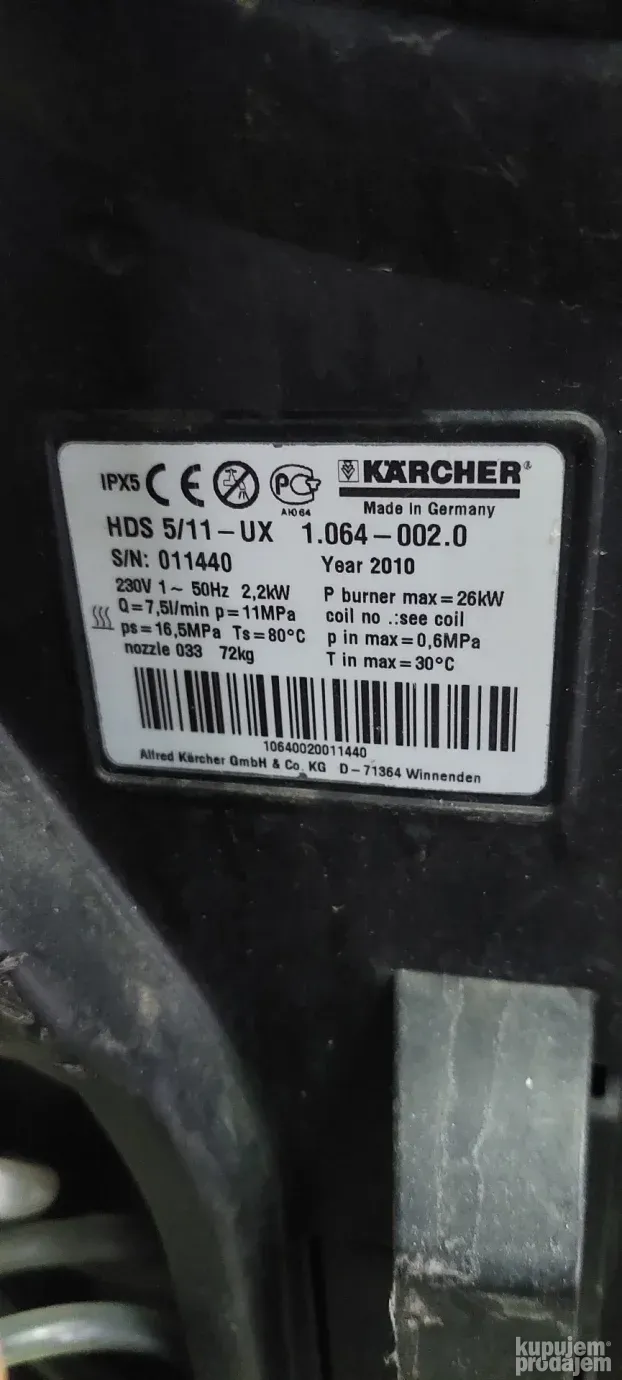 IPX5 CE PG KÄRCHER®
АЮ64 Made in Germany
HDS 5/11-UX 1.064-002.0
S/N: 011440 Year 2010
230V 1~ 50Hz 2,2kW P burner max=26kW
Q=7,5l/min p=11MPa coil no .:see coil
ps=16,5MPa Ts=80°C p in max=0,6MPa
nozzle 033 72kg T in max=30°C
10640020011440
Alfred Kärcher GmbH & Co. KG D-71364 Winnenden
kupujem
prodajem